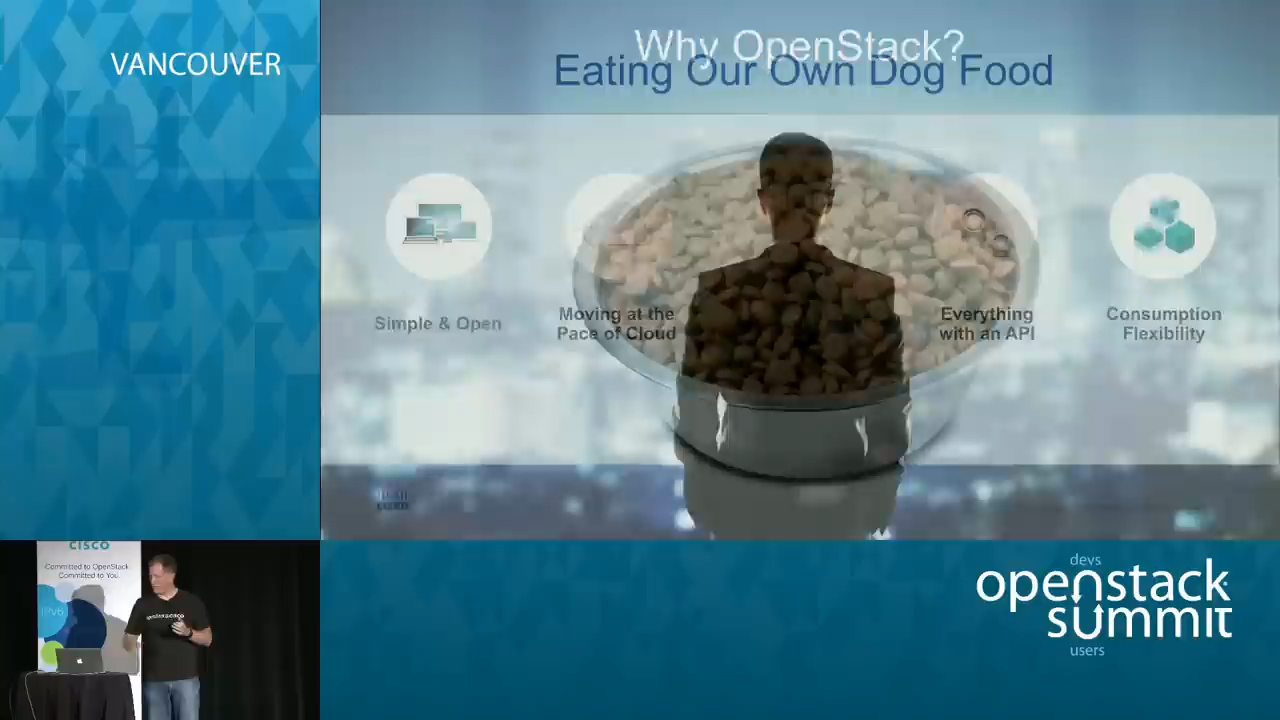 VANCOUVER
Why OpenStack?
Eating Our Own Dog Food
Simple & Open
Moving at the
Pace of Cloud
Everything
with an API
Consumption
Flexibility
CISCO
Committed to OpenStack
Committed to You
IPv6
devs
openstack
summit
users